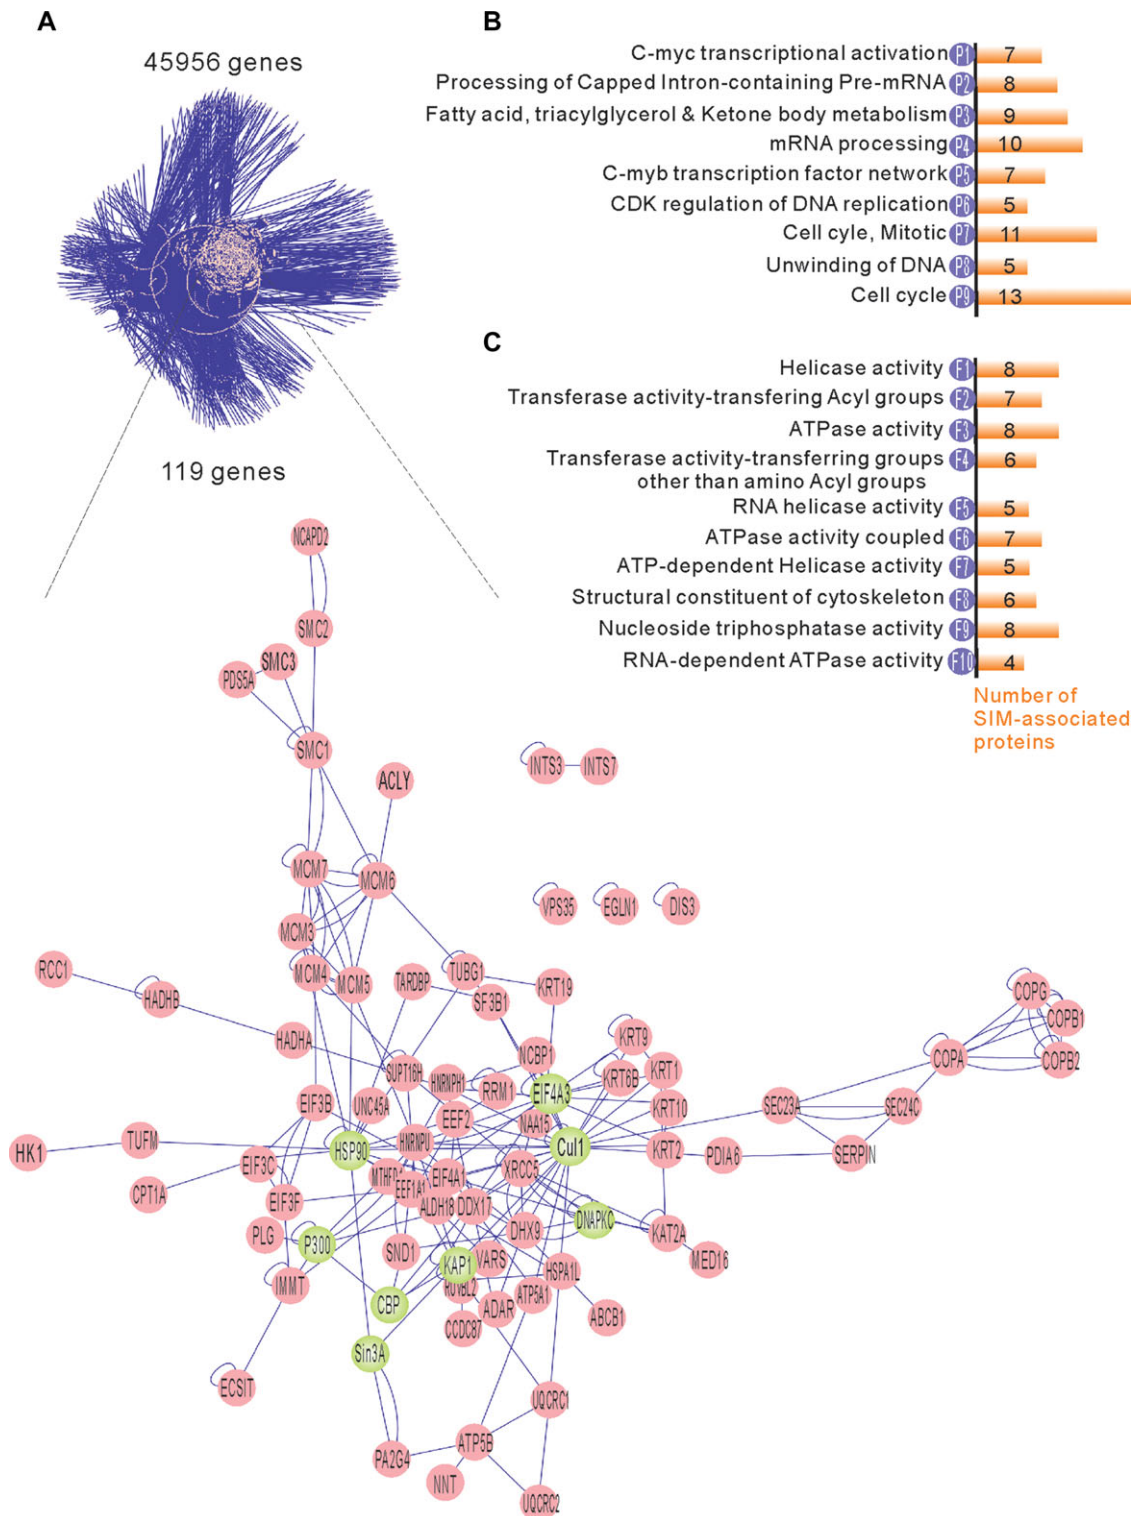 A
45956 genes
119 genes
B
C-myc transcriptional activation P1 7
Processing of Capped Intron-containing Pre-mRNA P2 8
Fatty acid, triacylglycerol & Ketone body metabolism P3 9
mRNA processing P4 10
C-myb transcription factor network P5 7
CDK regulation of DNA replication P6 5
Cell cyle, Mitotic P7 11
Unwinding of DNA P8 5
Cell cycle P9 13
C
Helicase activity F1 8
Transferase activity-transfering Acyl groups F2 7
ATPase activity F3 8
Transferase activity-transferring groups F4 6
other than amino Acyl groups
RNA helicase activity F5 5
ATPase activity coupled F6 7
ATP-dependent Helicase activity F7 5
Structural constituent of cytoskeleton F8 6
Nucleoside triphosphatase activity F9 8
RNA-dependent ATPase activity F10 4
Number of
SIM-associated
proteins
NCAPD2
SMC2
SMC3
PDS5A
SMC1
INTS3 INTS7
ACLY
MCM7
MCM6
VPS35 EGLN1 DIS3
MCM3
RCC1
MCM4 MCM5 TARDBP TUBG1
HADHB
SF3B1 KRT19
COPG
COPB1
HADHA
KRT9
NCBP1
COPA COPB2
SUPT16H HNRNPH1 RRM1 KRT6B KRT1
EIF3B UNC45A EIF4A3 KRT10 SEC23A SEC24C
EEF2 NAA15
TUFM HNRNPU
HK1 HSP90 Cul1 KRT2 PDIA6 SERPIN
EIF3C XRCC5
CPT1A EIF4A1
EEF1A1
EIF3F ALDH18 DDX17
DNAPKC
PLG P300 SND1 DHX9 KAT2A
MED16
KAP1 VARS HSPA1L
IMMT RUVBL2 ATP5A1
CBP ADAR ABCB1
CCDC87
Sin3A
ECSIT
UQCRC1
PA2G4 ATP5B
NNT
UQCRC2